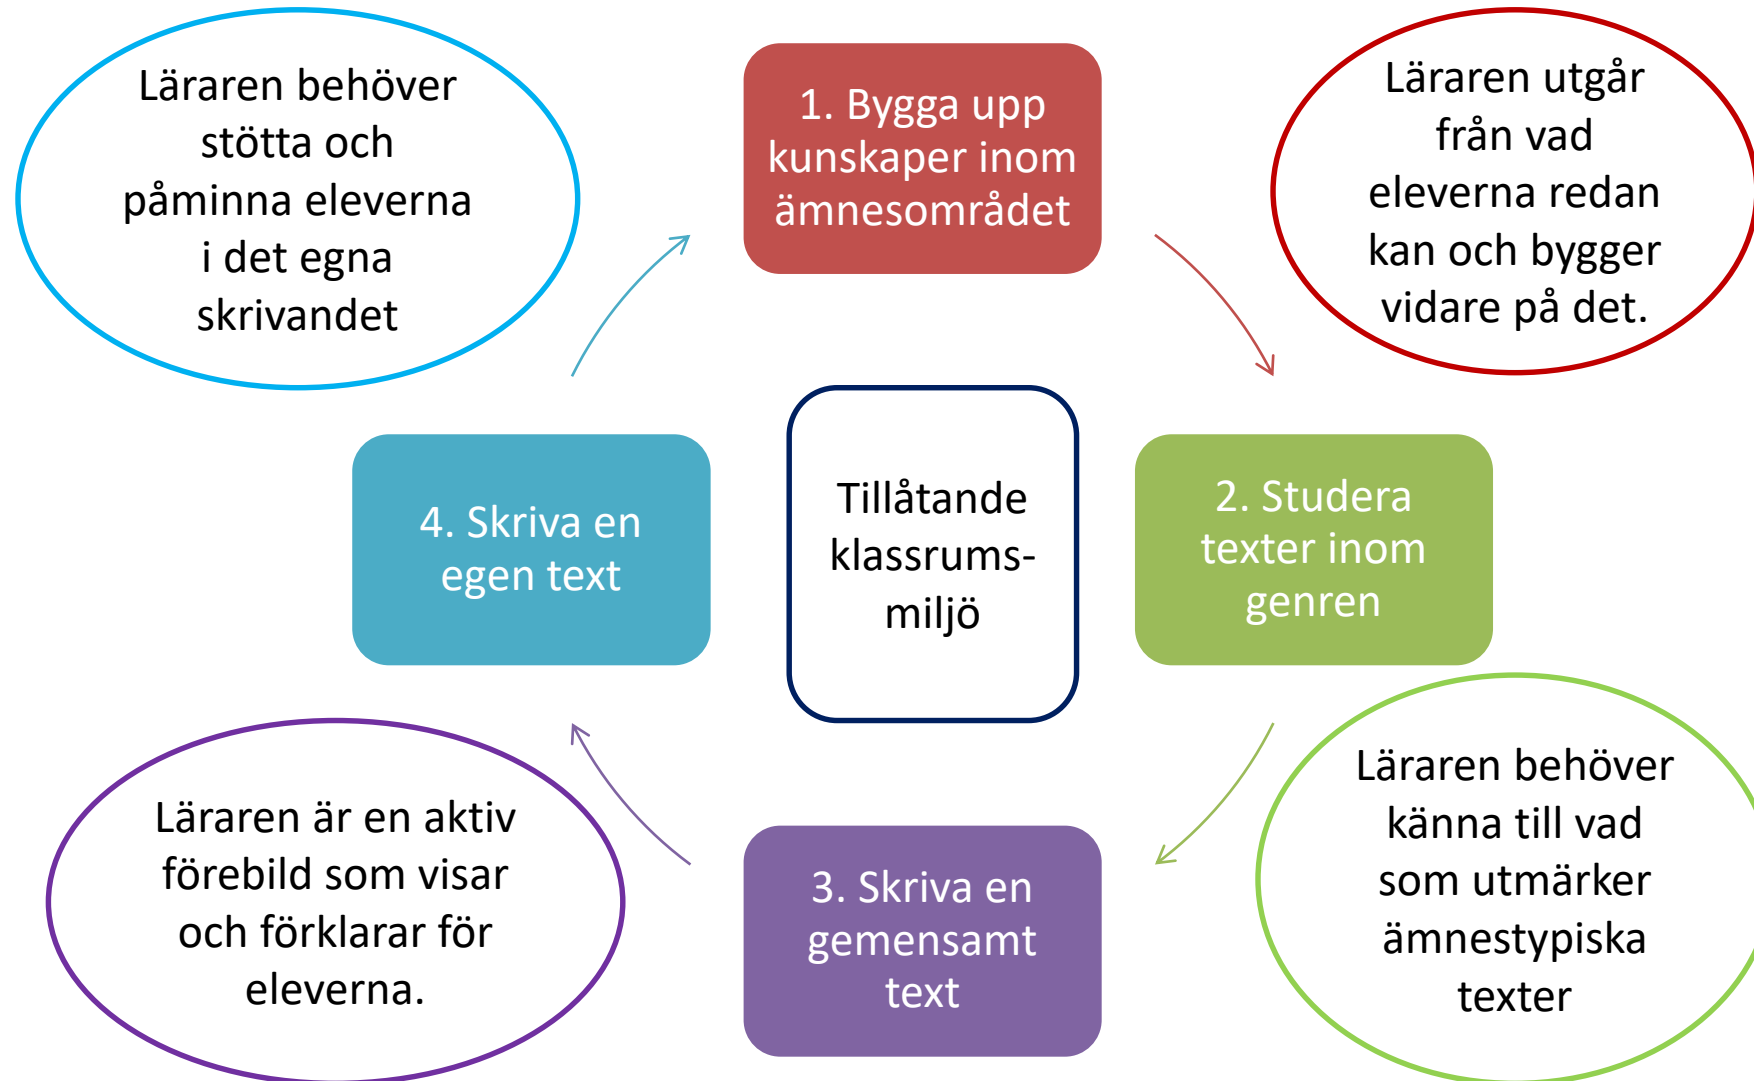 Läraren behöver
stötta och
påminna eleverna
i det egna
skrivandet
1. Bygga upp
kunskaper inom
ämnesområdet
Läraren utgår
från vad
eleverna redan
kan och bygger
vidare på det.
4. Skriva en
egen text
Tillåtande
klassrums-
miljö
2. Studera
texter inom
genren
Läraren är en aktiv
förebild som visar
och förklarar för
eleverna.
3. Skriva en
gemensamt
text
Läraren behöver
känna till vad
som utmärker
ämnestypiska
texter